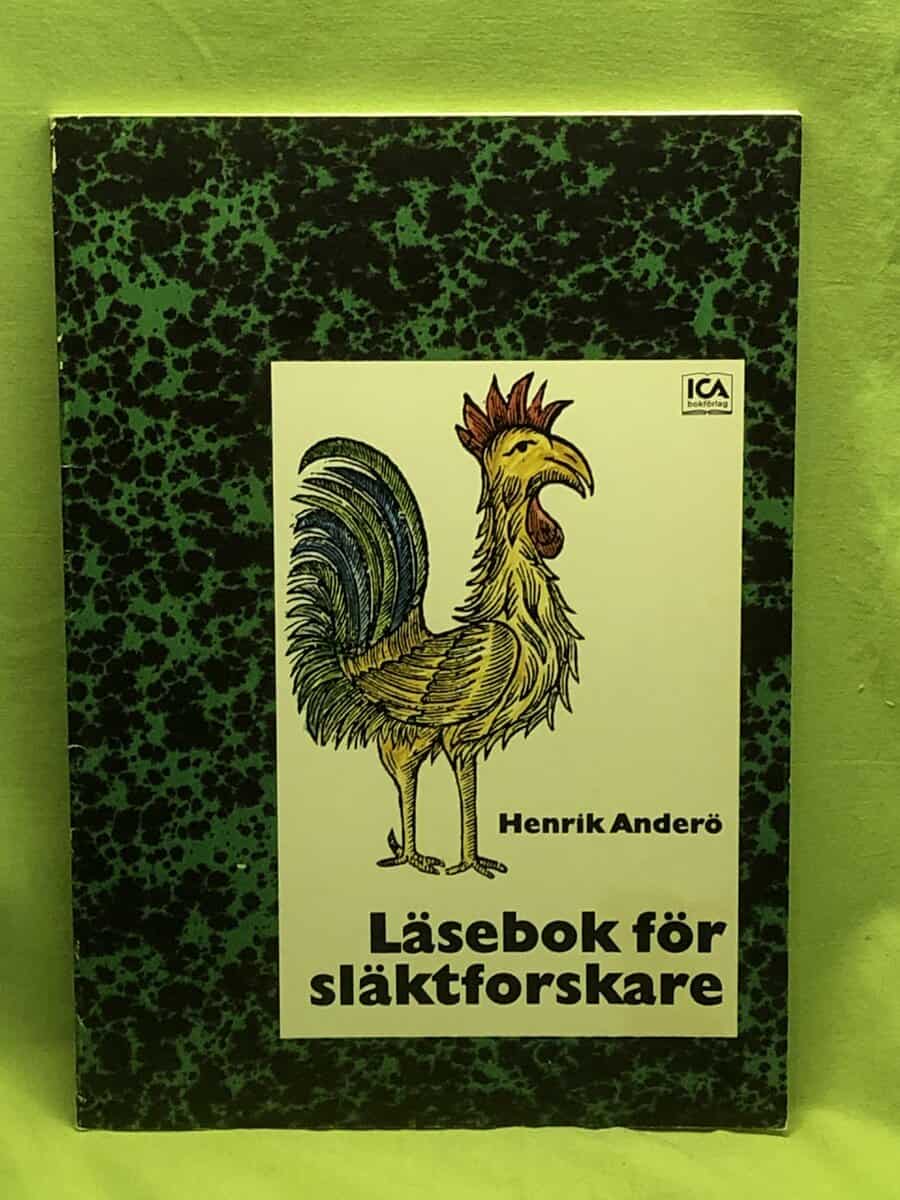 ICA
bokförlag
Henrik Anderö
Läsebok för
släktforskare